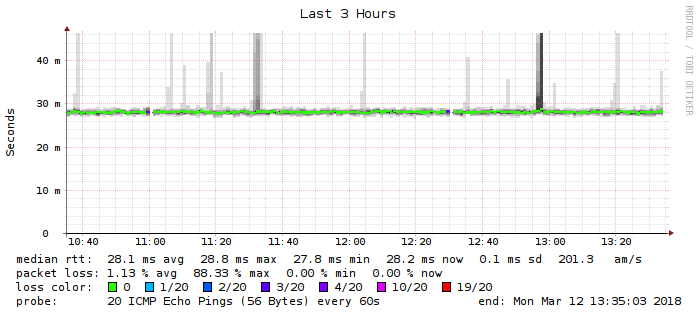 Last 3 Hours
RRDTOOL / TOBI OETIKER
Seconds
40 m
30 m
20 m
10 m
0
10:40 11:00 11:20 11:40 12:00 12:20 12:40 13:00 13:20
median rtt: 28.1 ms avg 28.8 ms max 27.8 ms min 28.2 ms now 0.1 ms sd 201.3 am/s
packet loss: 1.13 % avg 88.33 % max 0.00 % min 0.00 % now
loss color: 0 1/20 2/20 3/20 4/20 10/20 19/20
probe: 20 ICMP Echo Pings (56 Bytes) every 60s end: Mon Mar 12 13:35:03 2018